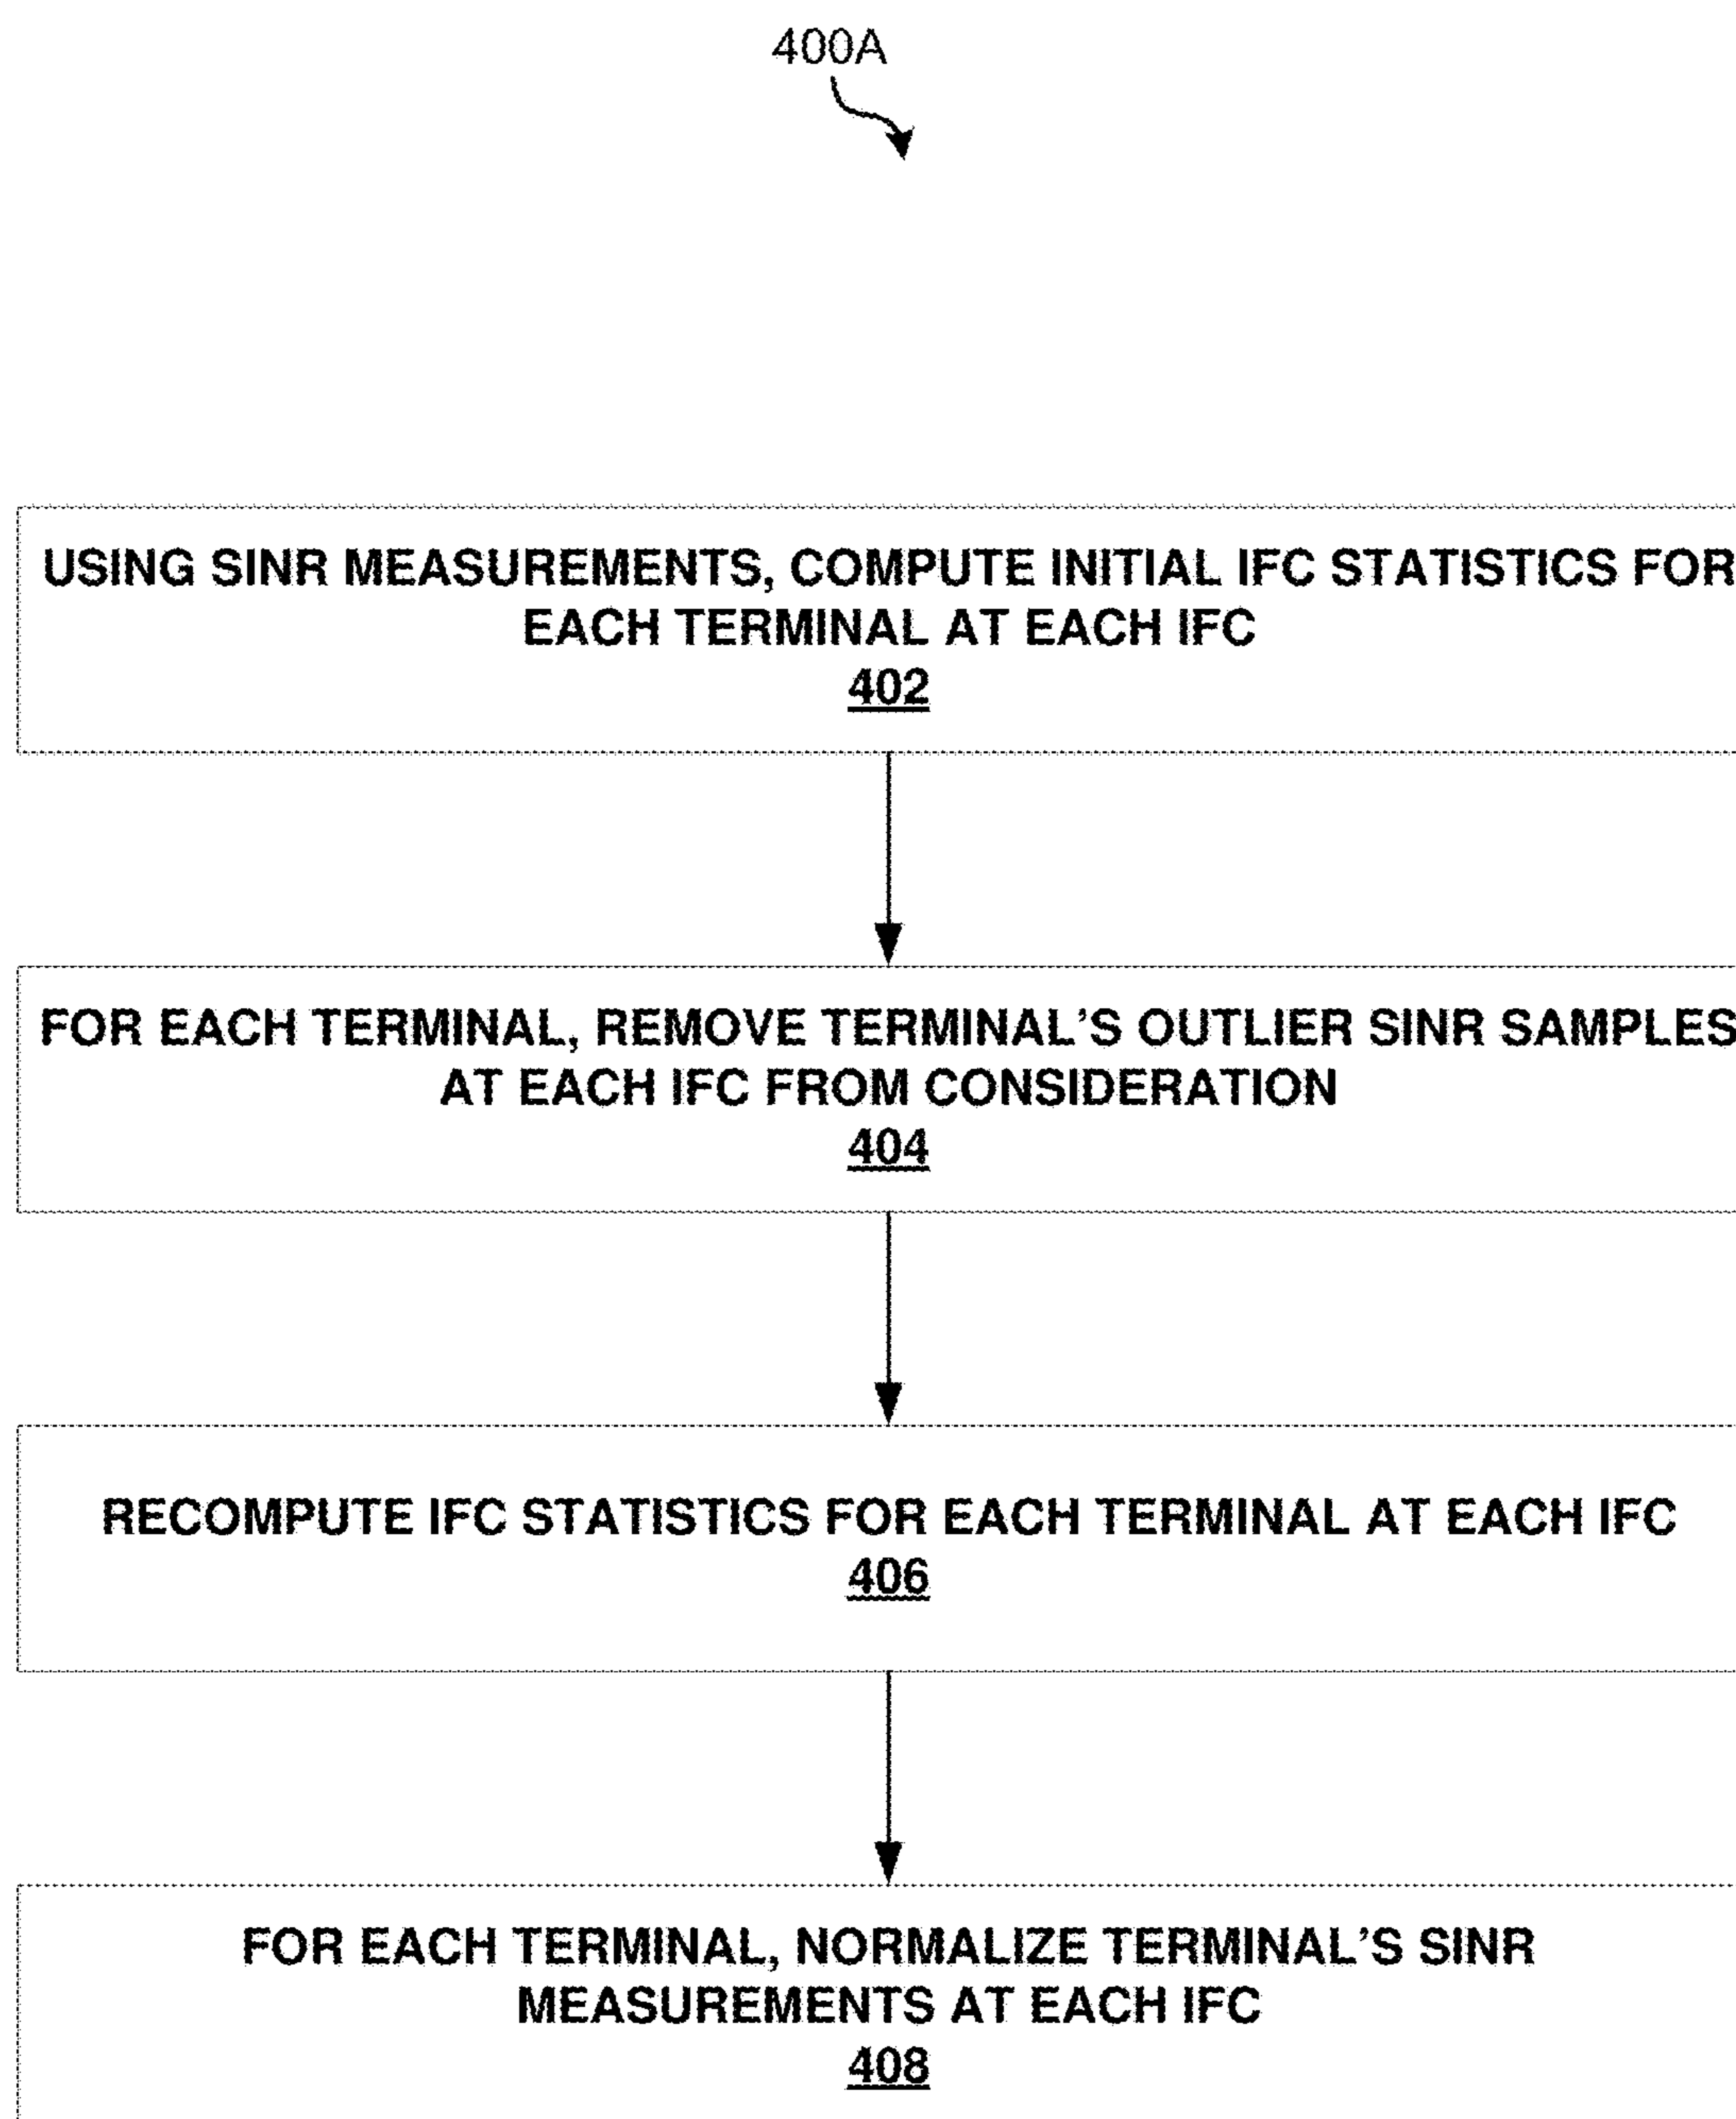 400A
USING SINR MEASUREMENTS, COMPUTE INITIAL IFC STATISTICS FOR
EACH TERMINAL AT EACH IFC
402
FOR EACH TERMINAL, REMOVE TERMINAL'S OUTLIER SINR SAMPLES
AT EACH IFC FROM CONSIDERATION
404
RECOMPUTE IFC STATISTICS FOR EACH TERMINAL AT EACH IFC
406
FOR EACH TERMINAL, NORMALIZE TERMINAL'S SINR
MEASUREMENTS AT EACH IFC
408